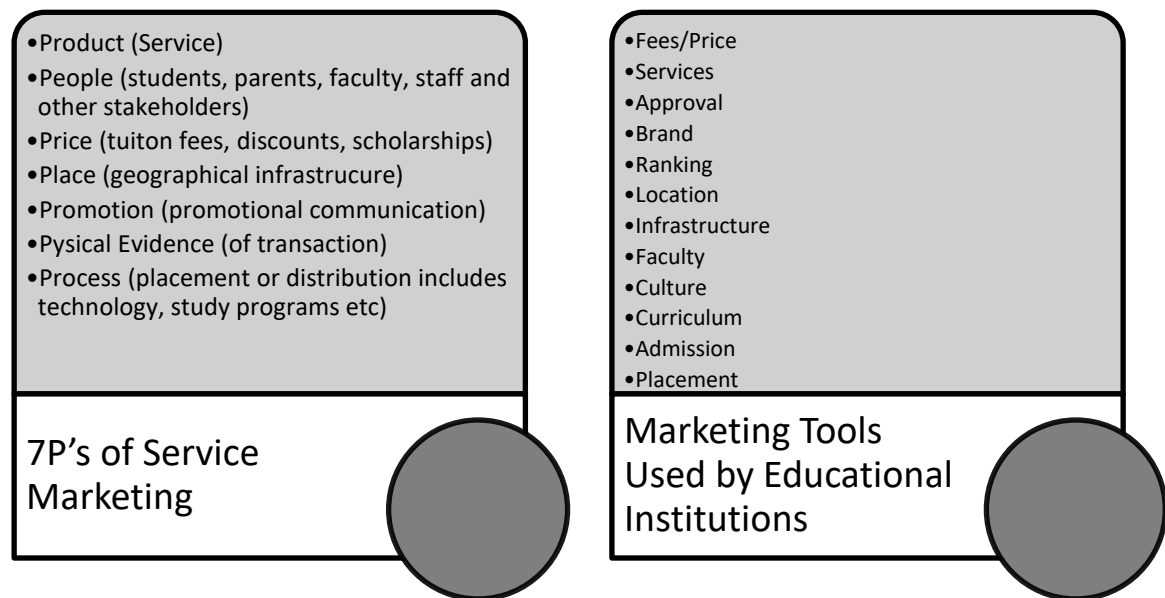 •Product (Service)
•People (students, parents, faculty, staff and
other stakeholders)
•Price (tuiton fees, discounts, scholarships)
•Place (geographical infrastrucure)
•Promotion (promotional communication)
•Pysical Evidence (of transaction)
•Process (placement or distribution includes
technology, study programs etc)
7P’s of Service
Marketing
•Fees/Price
•Services
•Approval
•Brand
•Ranking
•Location
•Infrastructure
•Faculty
•Culture
•Curriculum
•Admission
•Placement
Marketing Tools
Used by Educational
Institutions